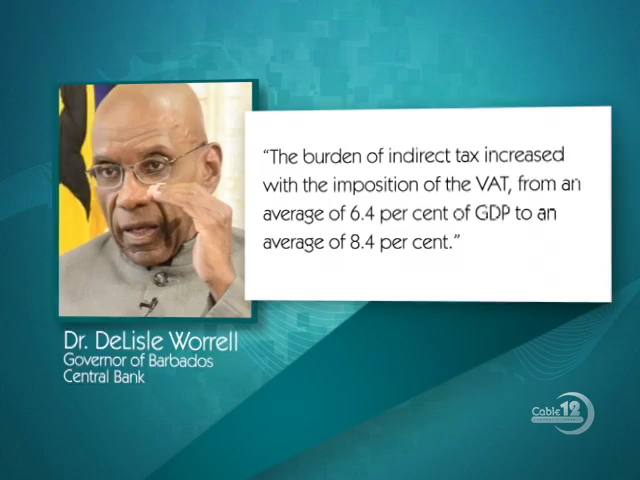 “The burden of indirect tax increased
with the imposition of the VAT, from an
average of 6.4 per cent of GDP to an
average of 8.4 per cent.”
Dr. DeLisle Worrell
Governor of Barbados
Central Bank
Cable 12